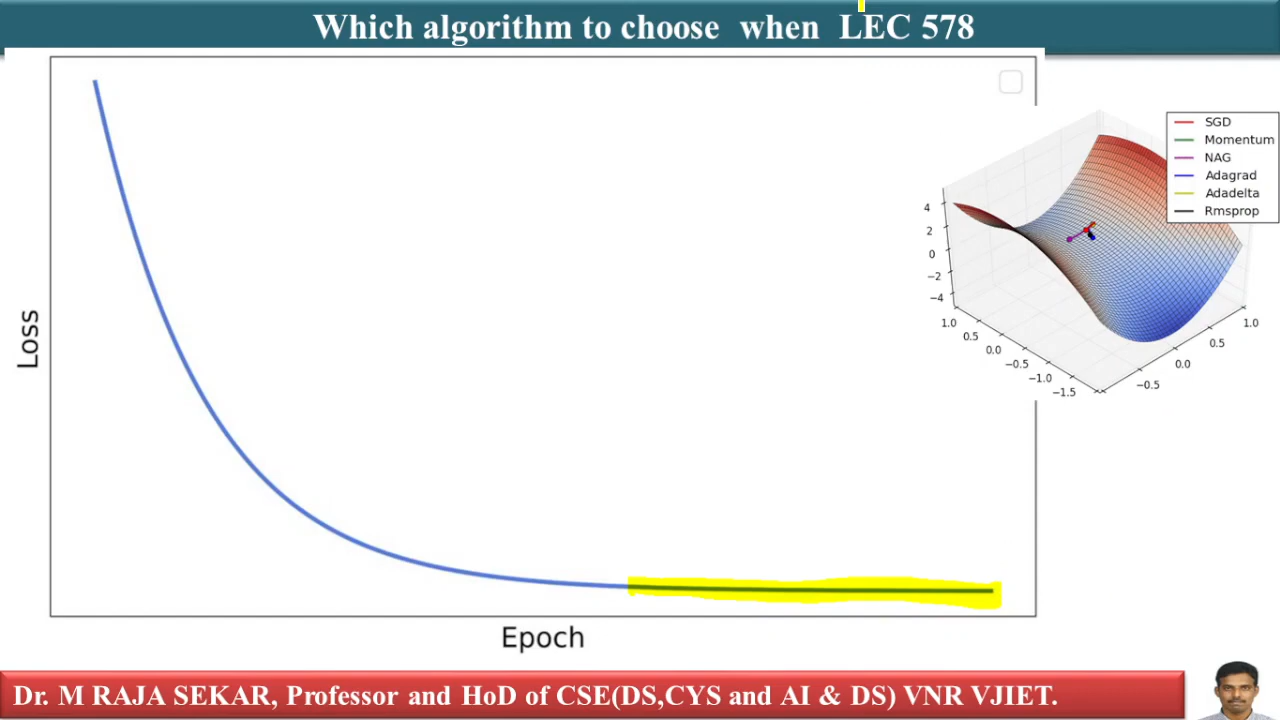 Which algorithm to choose when LEC 578
Loss
Epoch
SGD
Momentum
NAG
Adagrad
Adadelta
Rmsprop
4
2
0
−2
−4
1.0
0.5
0.0
−0.5
−1.0
−1.5
1.0
0.5
0.0
−0.5
Dr. M RAJA SEKAR, Professor and HoD of CSE(DS,CYS and AI & DS) VNR VJIET.